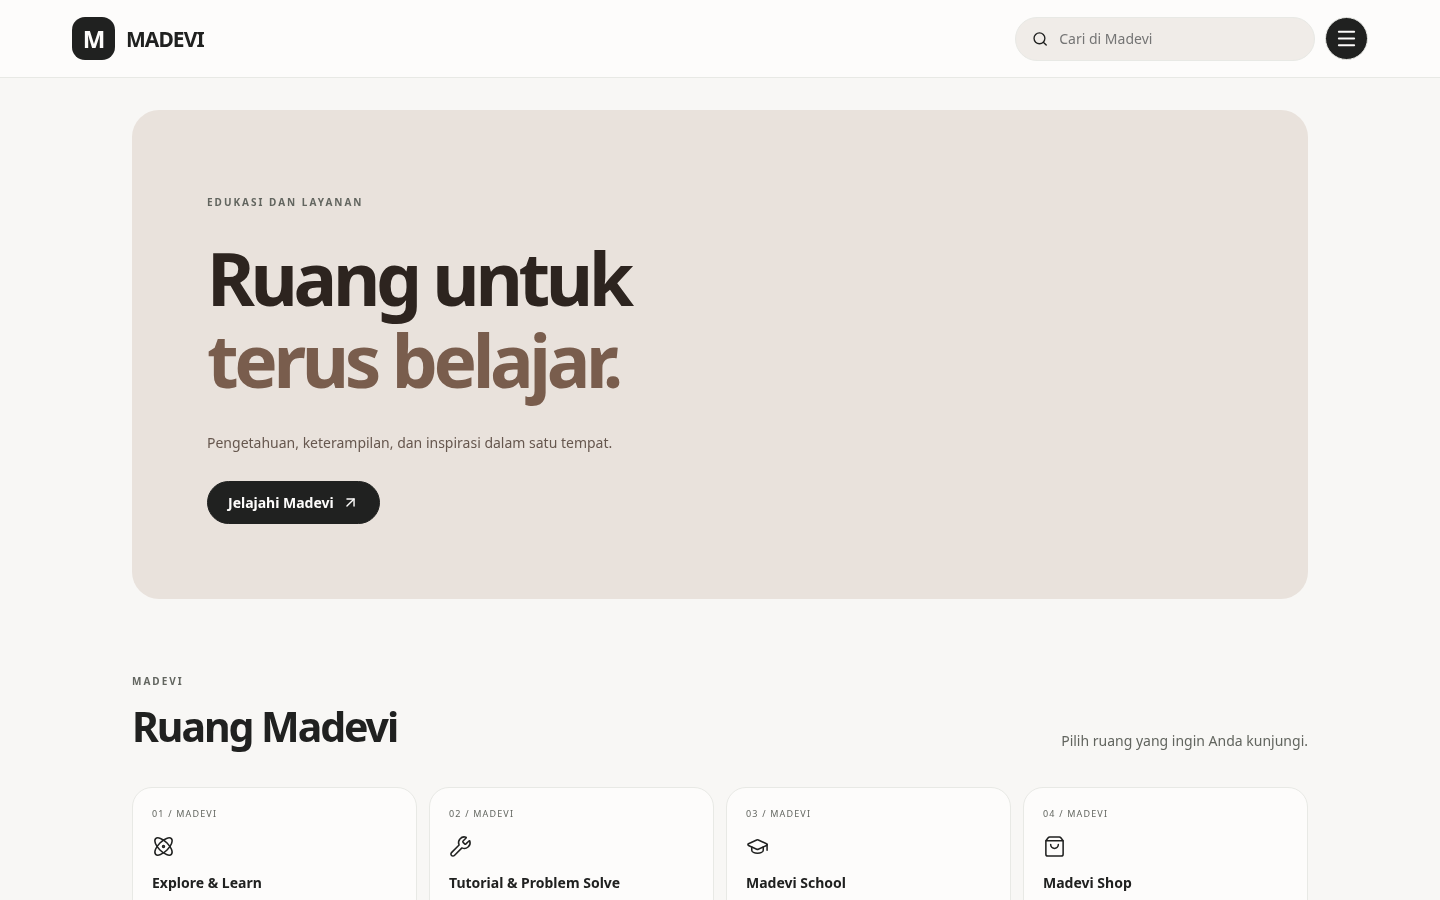 M MADEVI
Cari di Madevi
EDUKASI DAN LAYANAN
Ruang untuk
terus belajar.
Pengetahuan, keterampilan, dan inspirasi dalam satu tempat.
Jelajahi Madevi
MADEVI
Ruang Madevi
Pilih ruang yang ingin Anda kunjungi.
01 / MADEVI
Explore & Learn
02 / MADEVI
Tutorial & Problem Solve
03 / MADEVI
Madevi School
04 / MADEVI
Madevi Shop